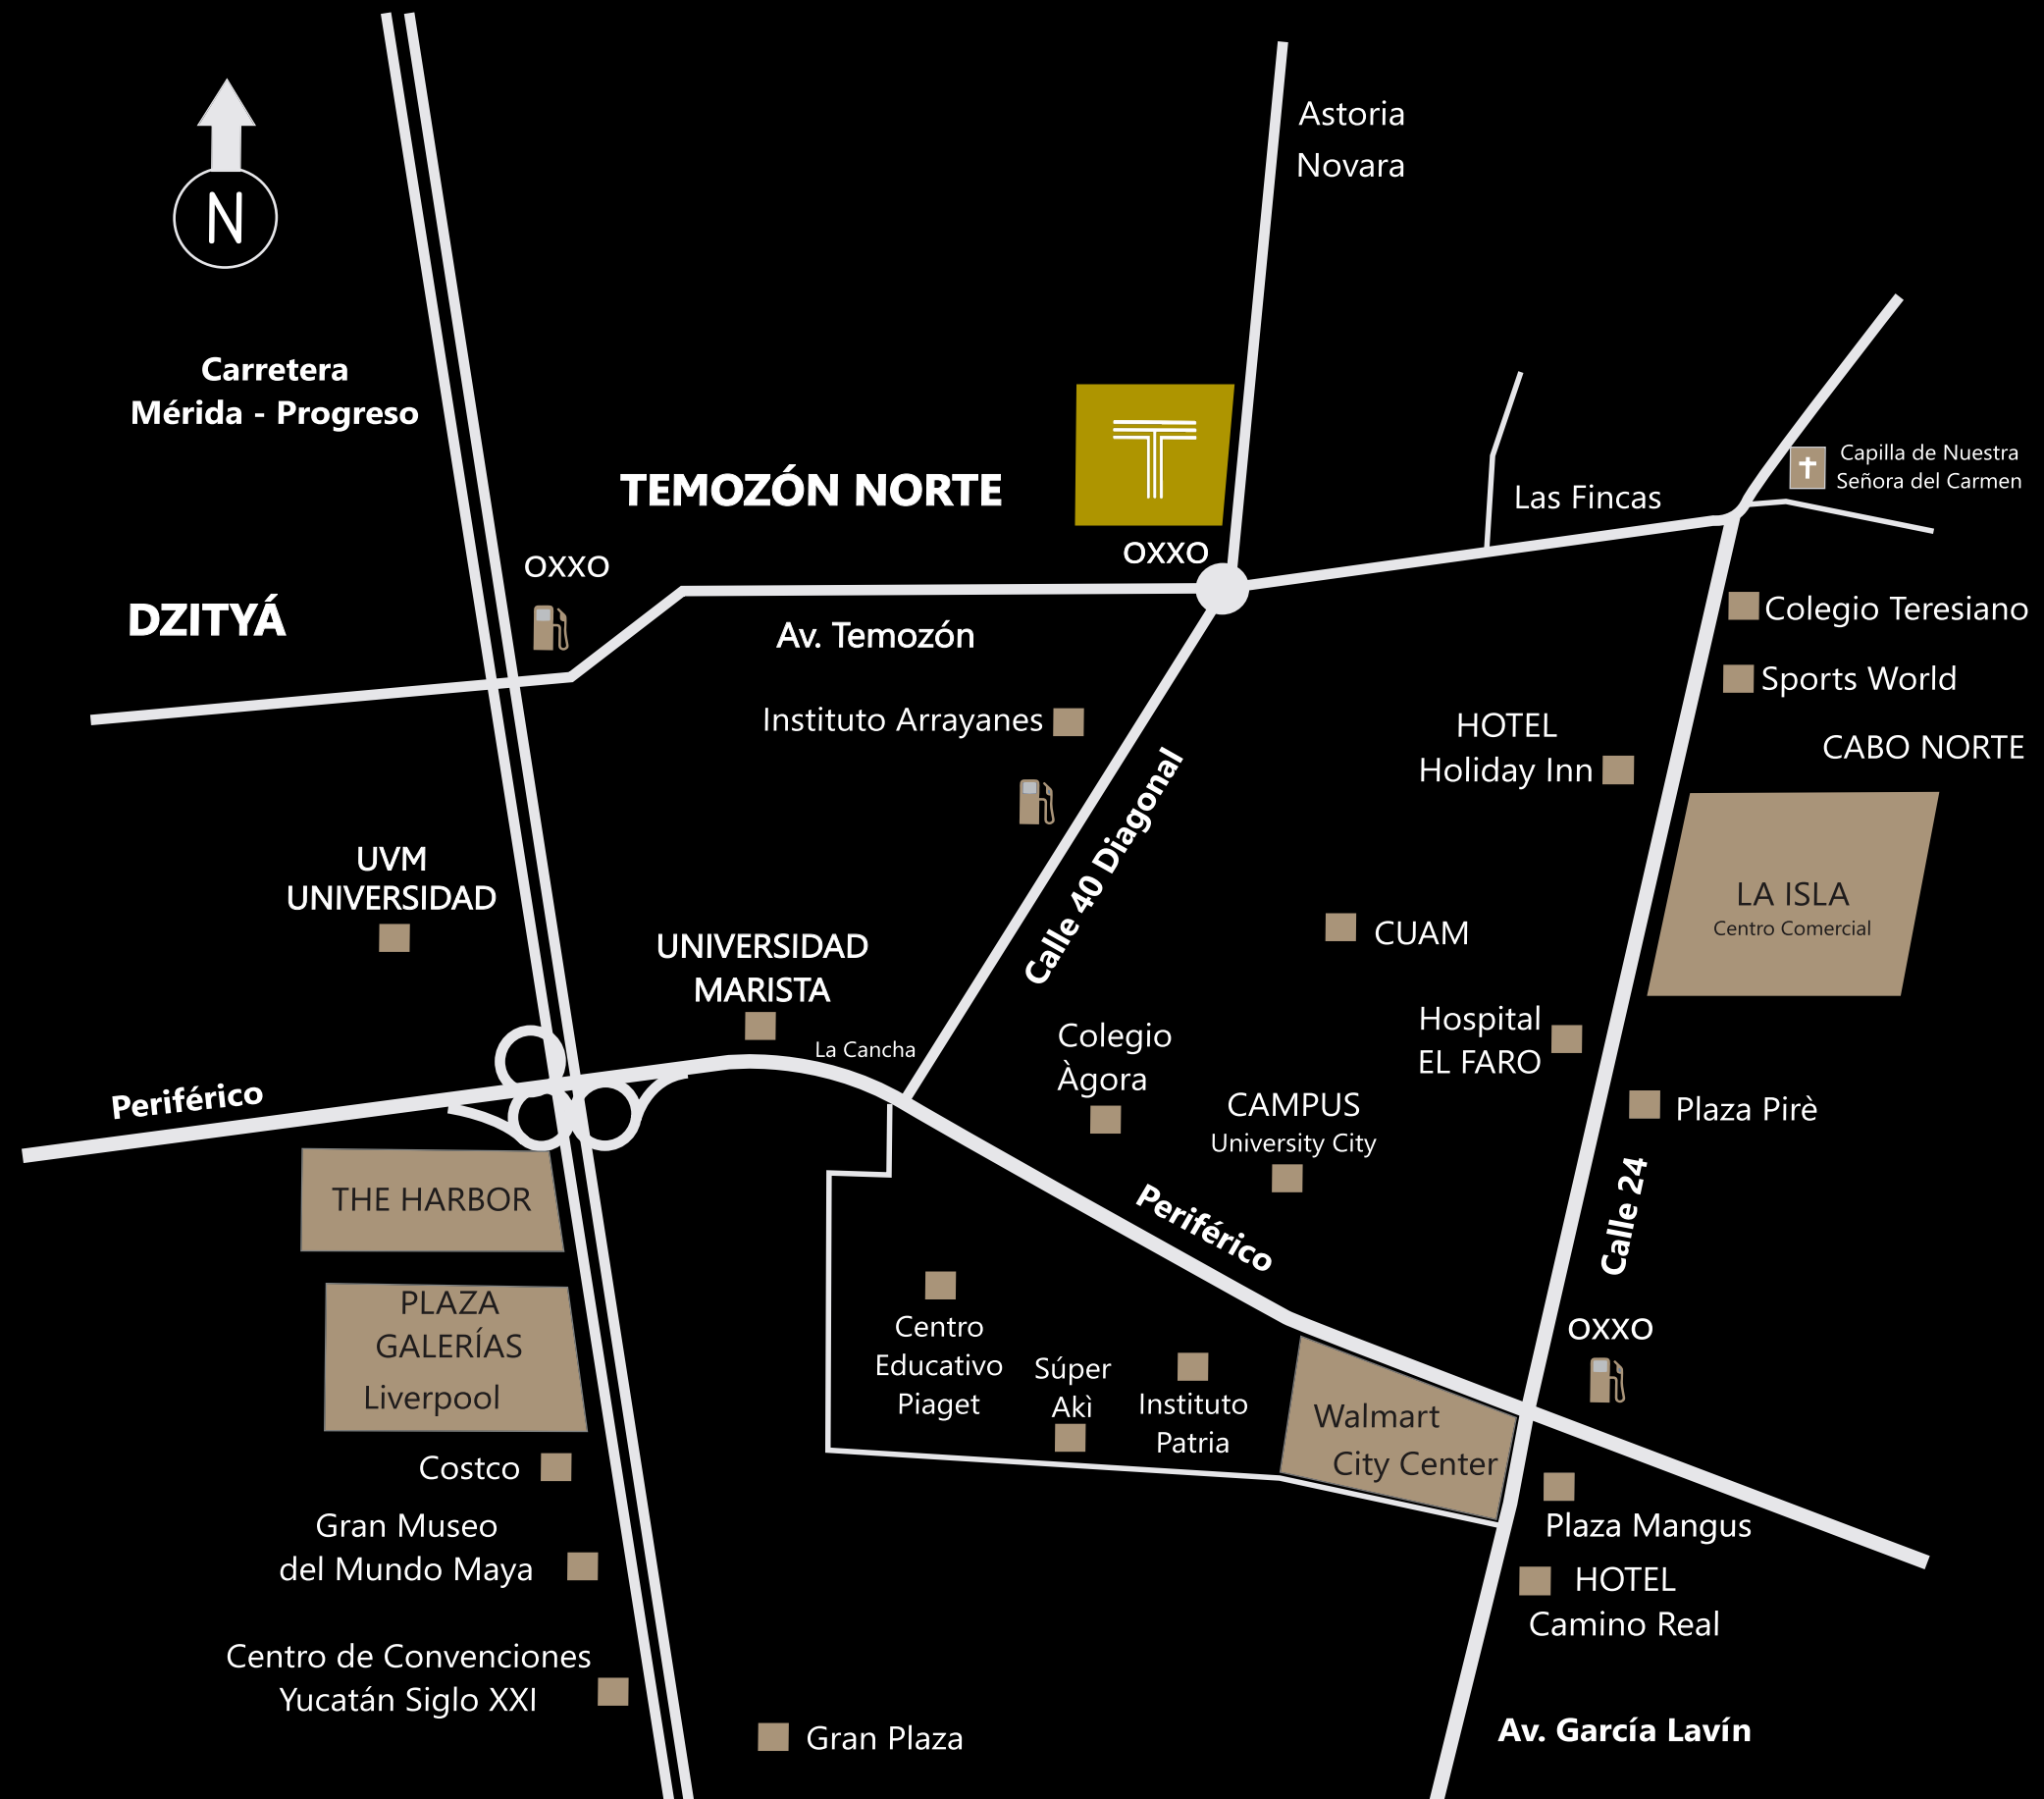 Astoria
Novara
N
Carretera
Mérida - Progreso
TEMOZÓN NORTE
T
Capilla de Nuestra
Señora del Carmen
Las Fincas
OXXO
OXXO
DZITYÁ
Av. Temozón
Colegio Teresiano
Sports World
Instituto Arrayanes
HOTEL
Holiday Inn
CABO NORTE
Calle 40 Diagonal
UVM
UNIVERSIDAD
LA ISLA
Centro Comercial
CUAM
UNIVERSIDAD
MARISTA
La Cancha
Colegio
Àgora
Hospital
EL FARO
Periférico
CAMPUS
University City
Plaza Pirè
THE HARBOR
Periférico
Calle 24
PLAZA
GALERÍAS
Liverpool
Centro
Educativo
Piaget
Súper
Akì
Instituto
Patria
OXXO
Walmart
City Center
Costco
Gran Museo
del Mundo Maya
Plaza Mangus
HOTEL
Camino Real
Centro de Convenciones
Yucatán Siglo XXI
Gran Plaza
Av. García Lavín